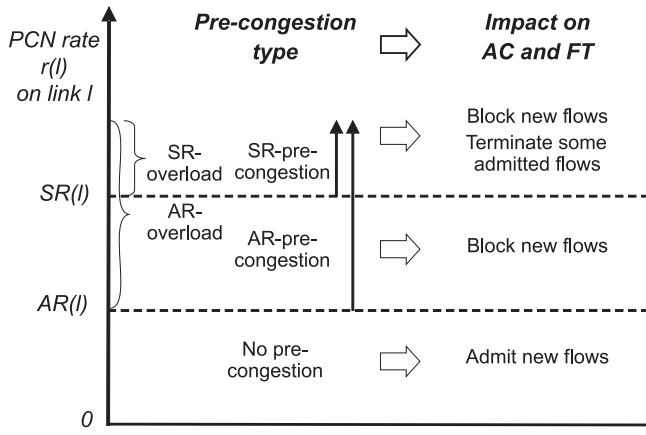 PCN rate
r(l)
on link l
Pre-congestion
type
Impact on
AC and FT
Block new flows
Terminate some
admitted flows
SR-
overload
SR-pre-
congestion
SR(l)
AR-
overload
AR-pre-
congestion
Block new flows
AR(l)
No pre-
congestion
Admit new flows
0